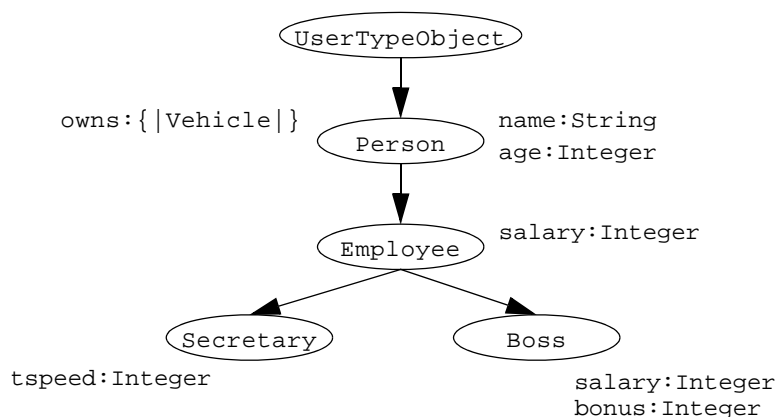 UserTypeObject
owns:{|Vehicle|}
Person
name:String
age:Integer
Employee
salary:Integer
Secretary
Boss
tspeed:Integer
salary:Integer
bonus:Integer